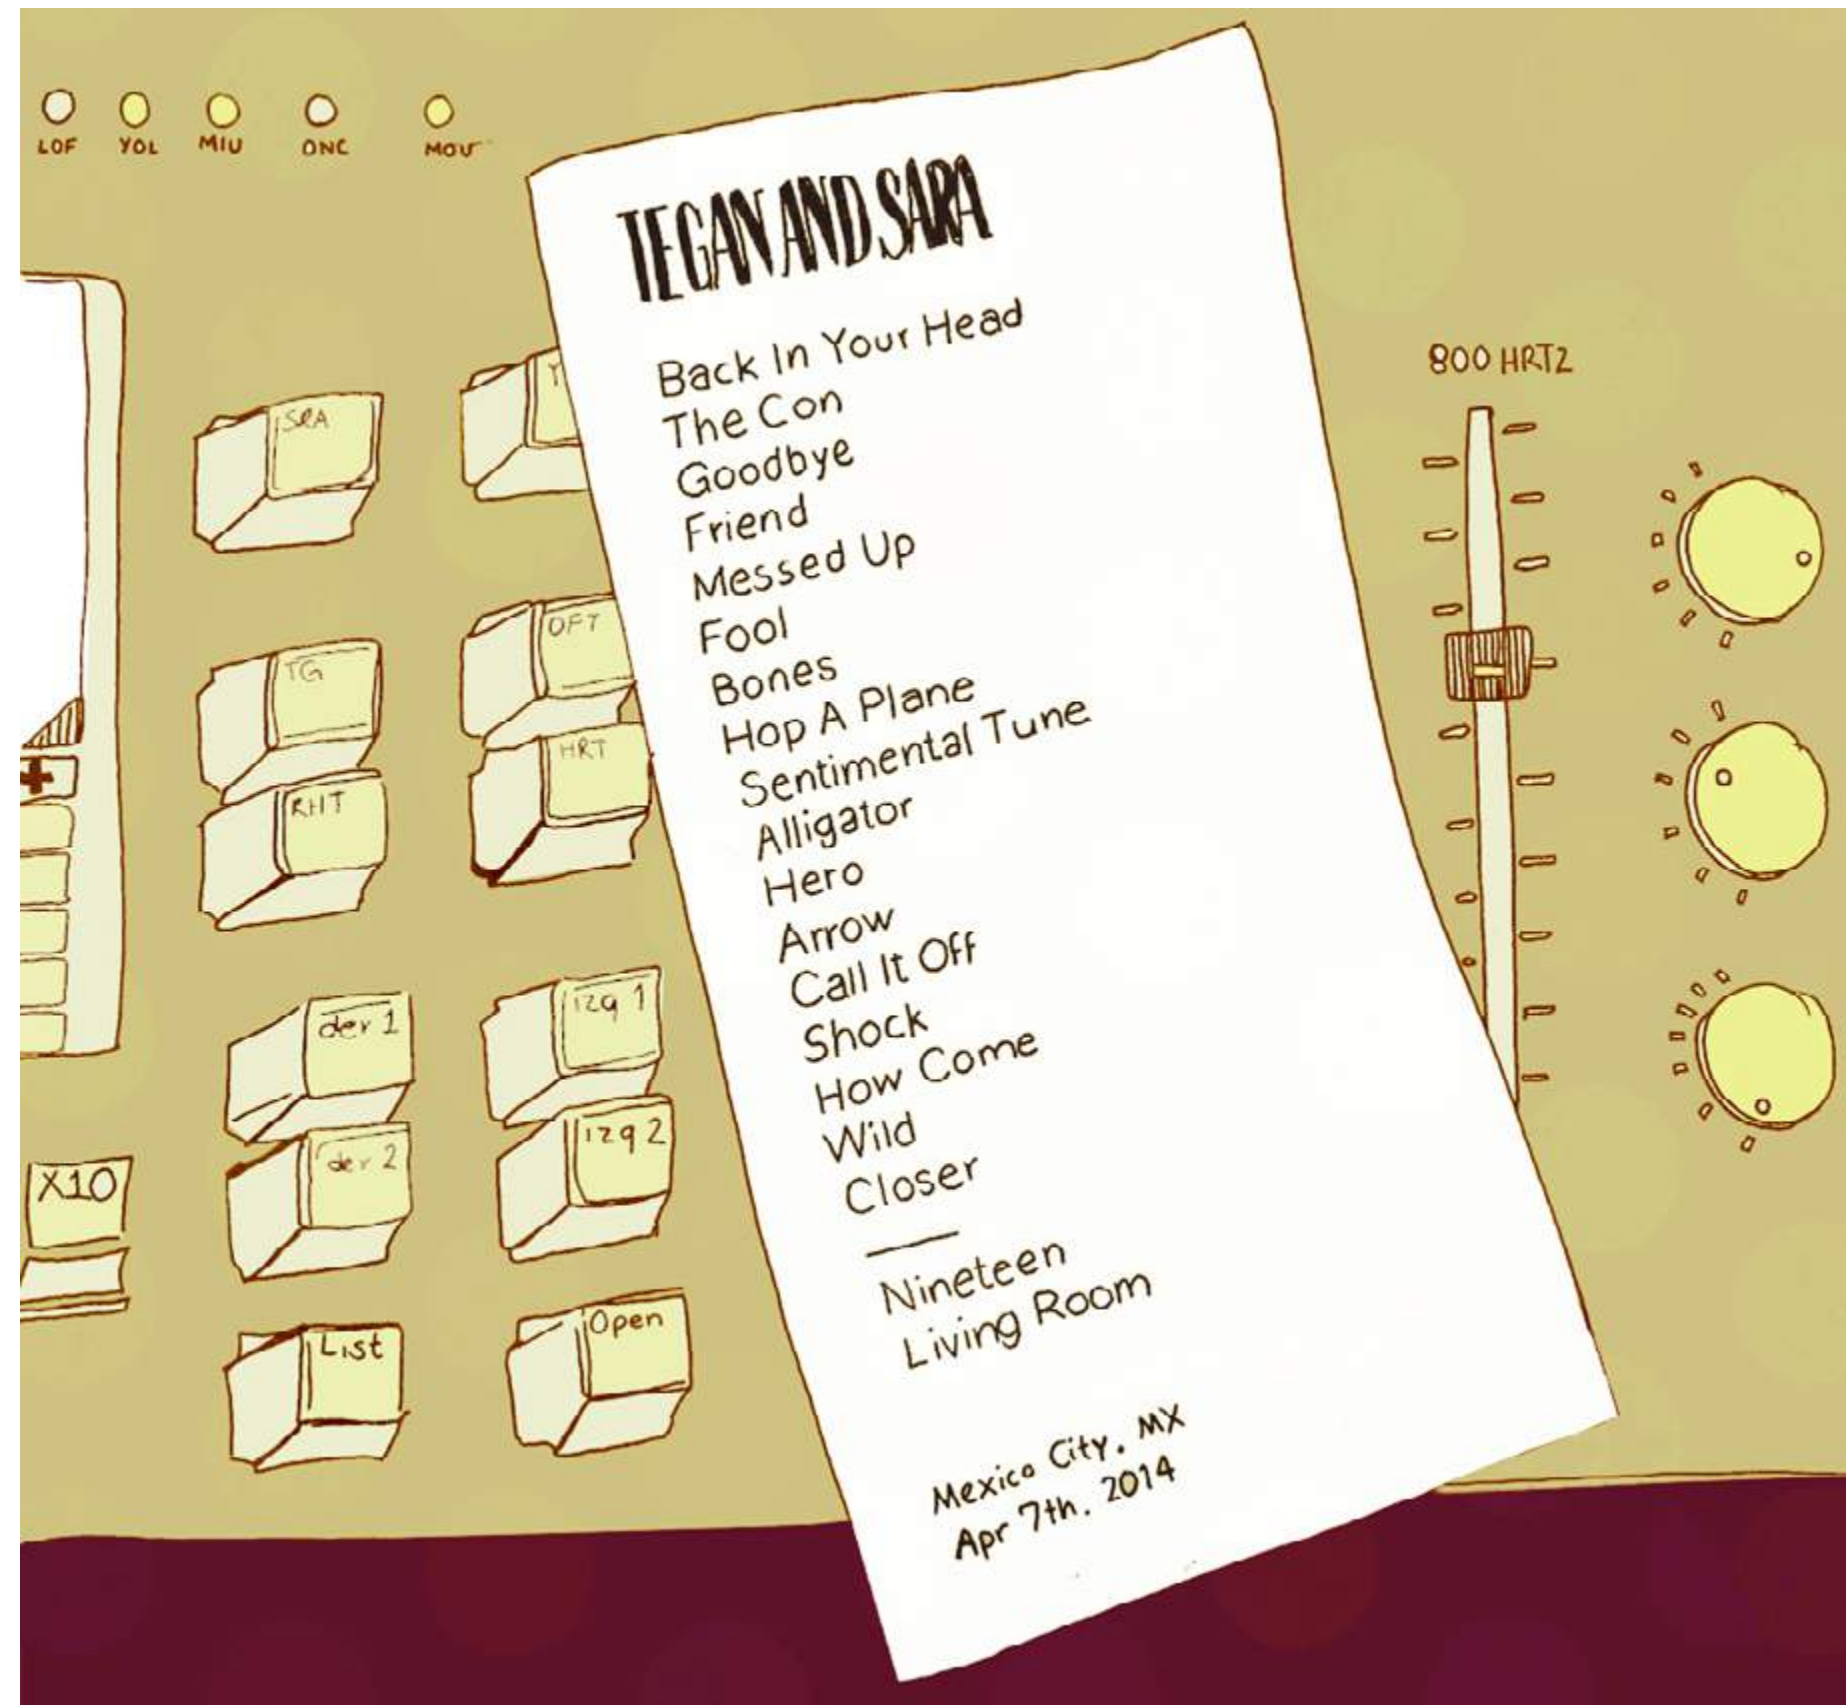 LOF YOL MIU ONC MOV
TEGAN AND SARA
Back In Your Head
The Con
Goodbye
Friend
Messed Up
Fool
Bones
Hop A Plane
Sentimental Tune
Alligator
Hero
Arrow
Call It Off
Shock
How Come
Wild
Closer
Nineteen
Living Room
Mexico City. MX
Apr 7th. 2014
800 HRTZ
SRA
TG
OFT
RHT
HRT
der 1
izq 1
der 2
izq 2
X10
List
Open